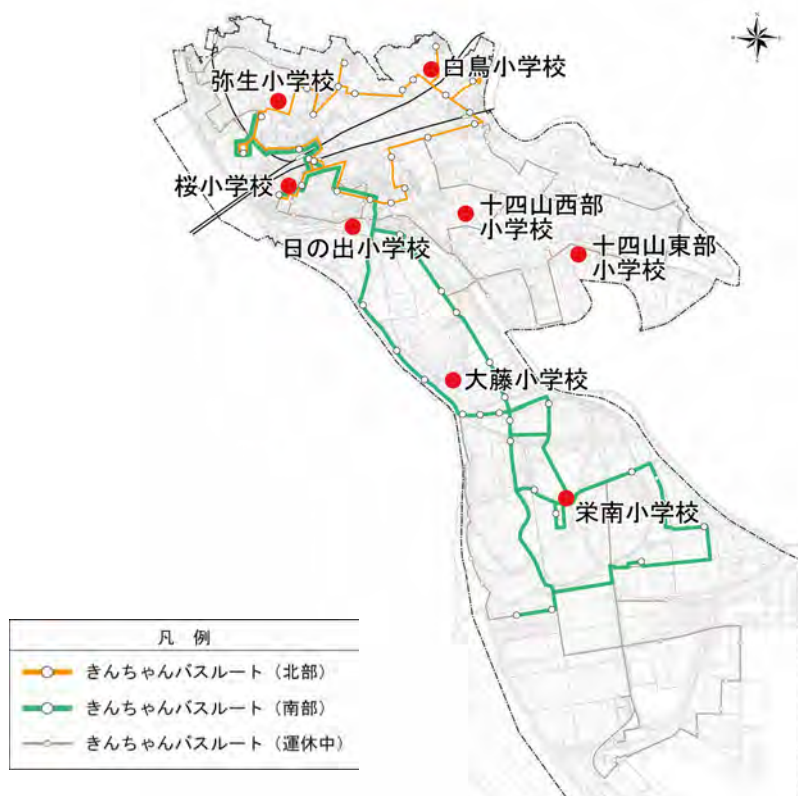 弥生小学校
白鳥小学校
桜小学校
日の出小学校
十四山西部
小学校
十四山東部
小学校
大藤小学校
栄南小学校
凡 例
きんちゃんバスルート（北部）
きんちゃんバスルート（南部）
きんちゃんバスルート（運休中）